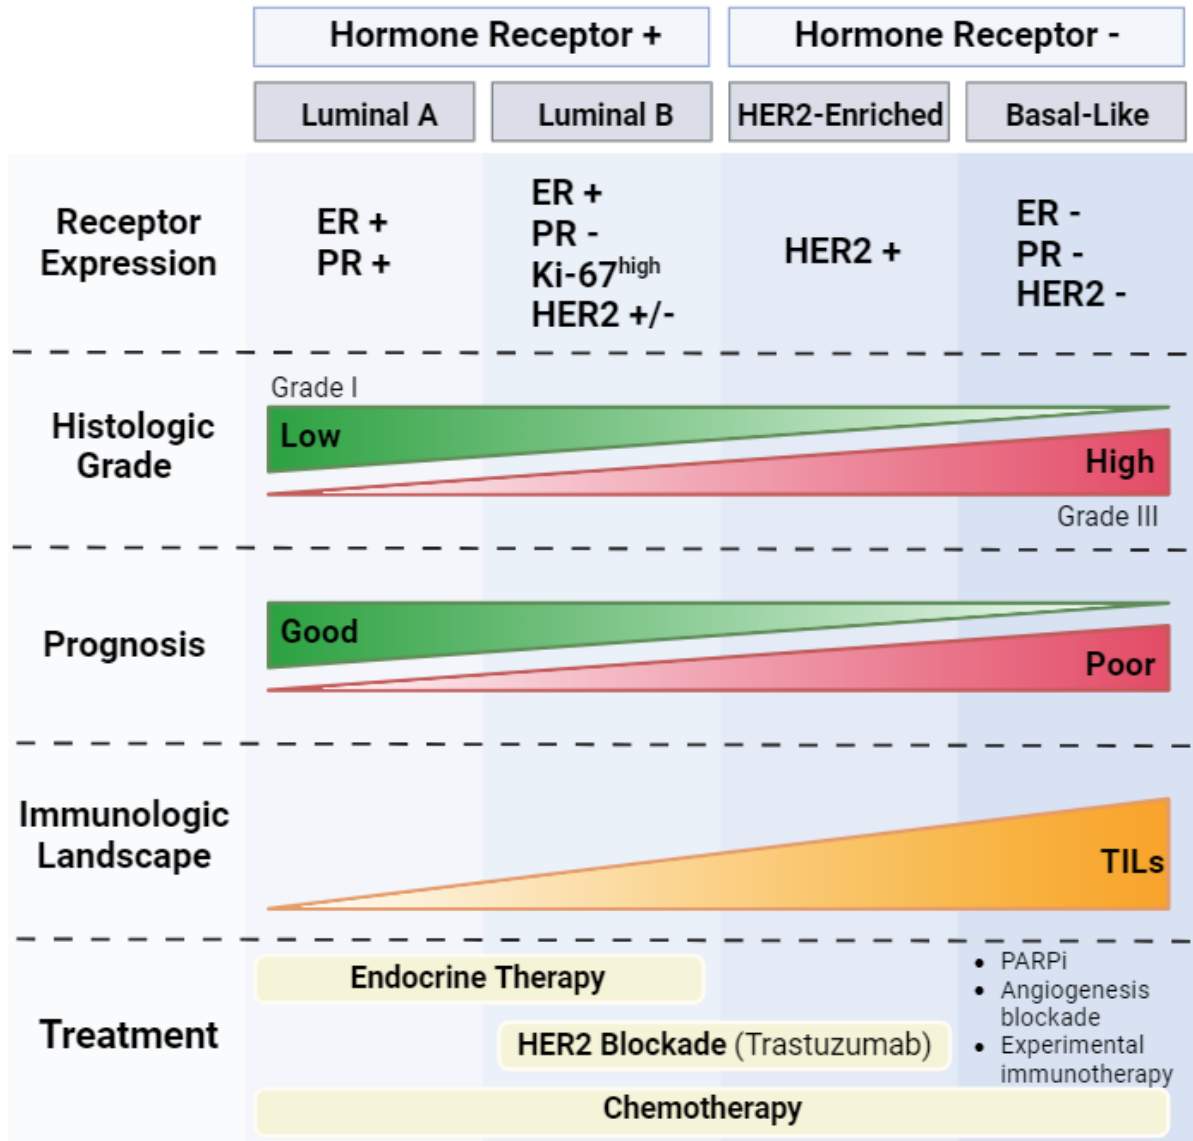 Hormone Receptor +
Hormone Receptor -
Luminal A
Luminal B
HER2-Enriched
Basal-Like
Receptor
Expression
ER +
PR +
ER +
PR -
Ki-67^high
HER2 +/-
HER2 +
ER -
PR -
HER2 -
Histologic
Grade
Grade I
Low
High
Grade III
Prognosis
Good
Poor
Immunologic
Landscape
TILs
Treatment
Endocrine Therapy
HER2 Blockade (Trastuzumab)
• PARPi
• Angiogenesis
blockade
• Experimental
immunotherapy
Chemotherapy